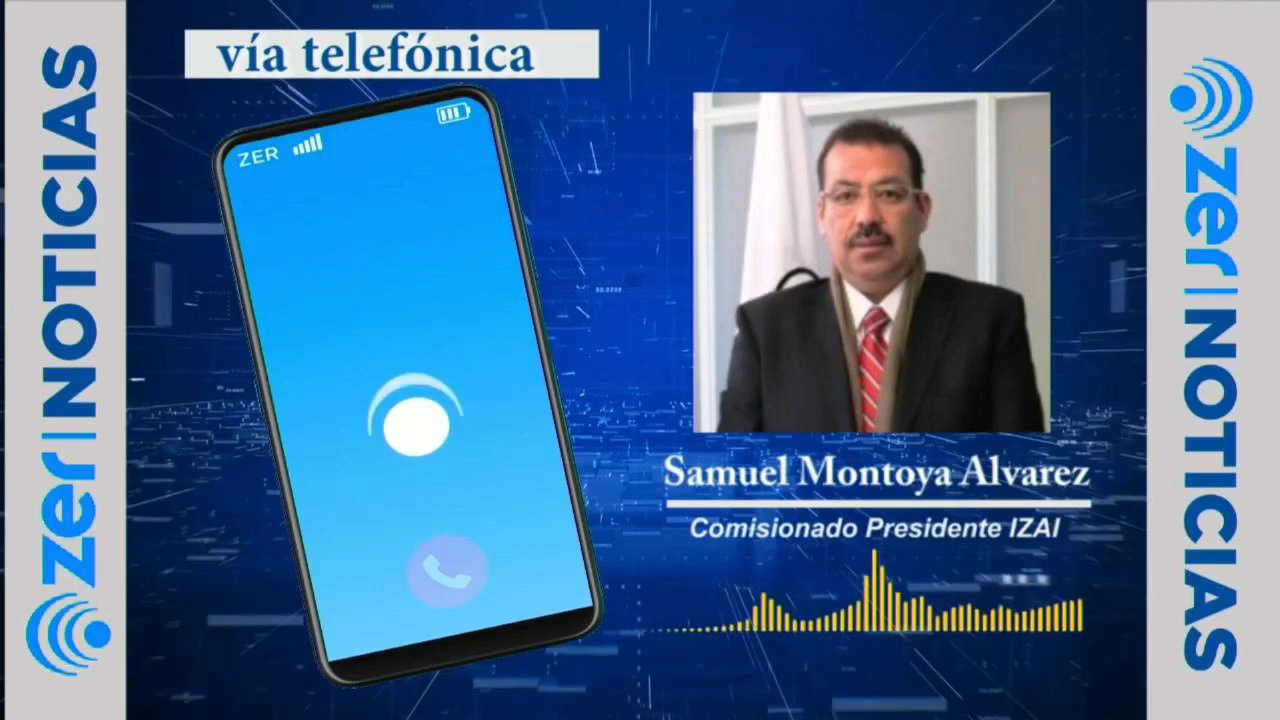 zer|NOTICIAS
vía telefónica
ZER
Samuel Montoya Alvarez
Comisionado Presidente IZAI
zer|NOTICIAS